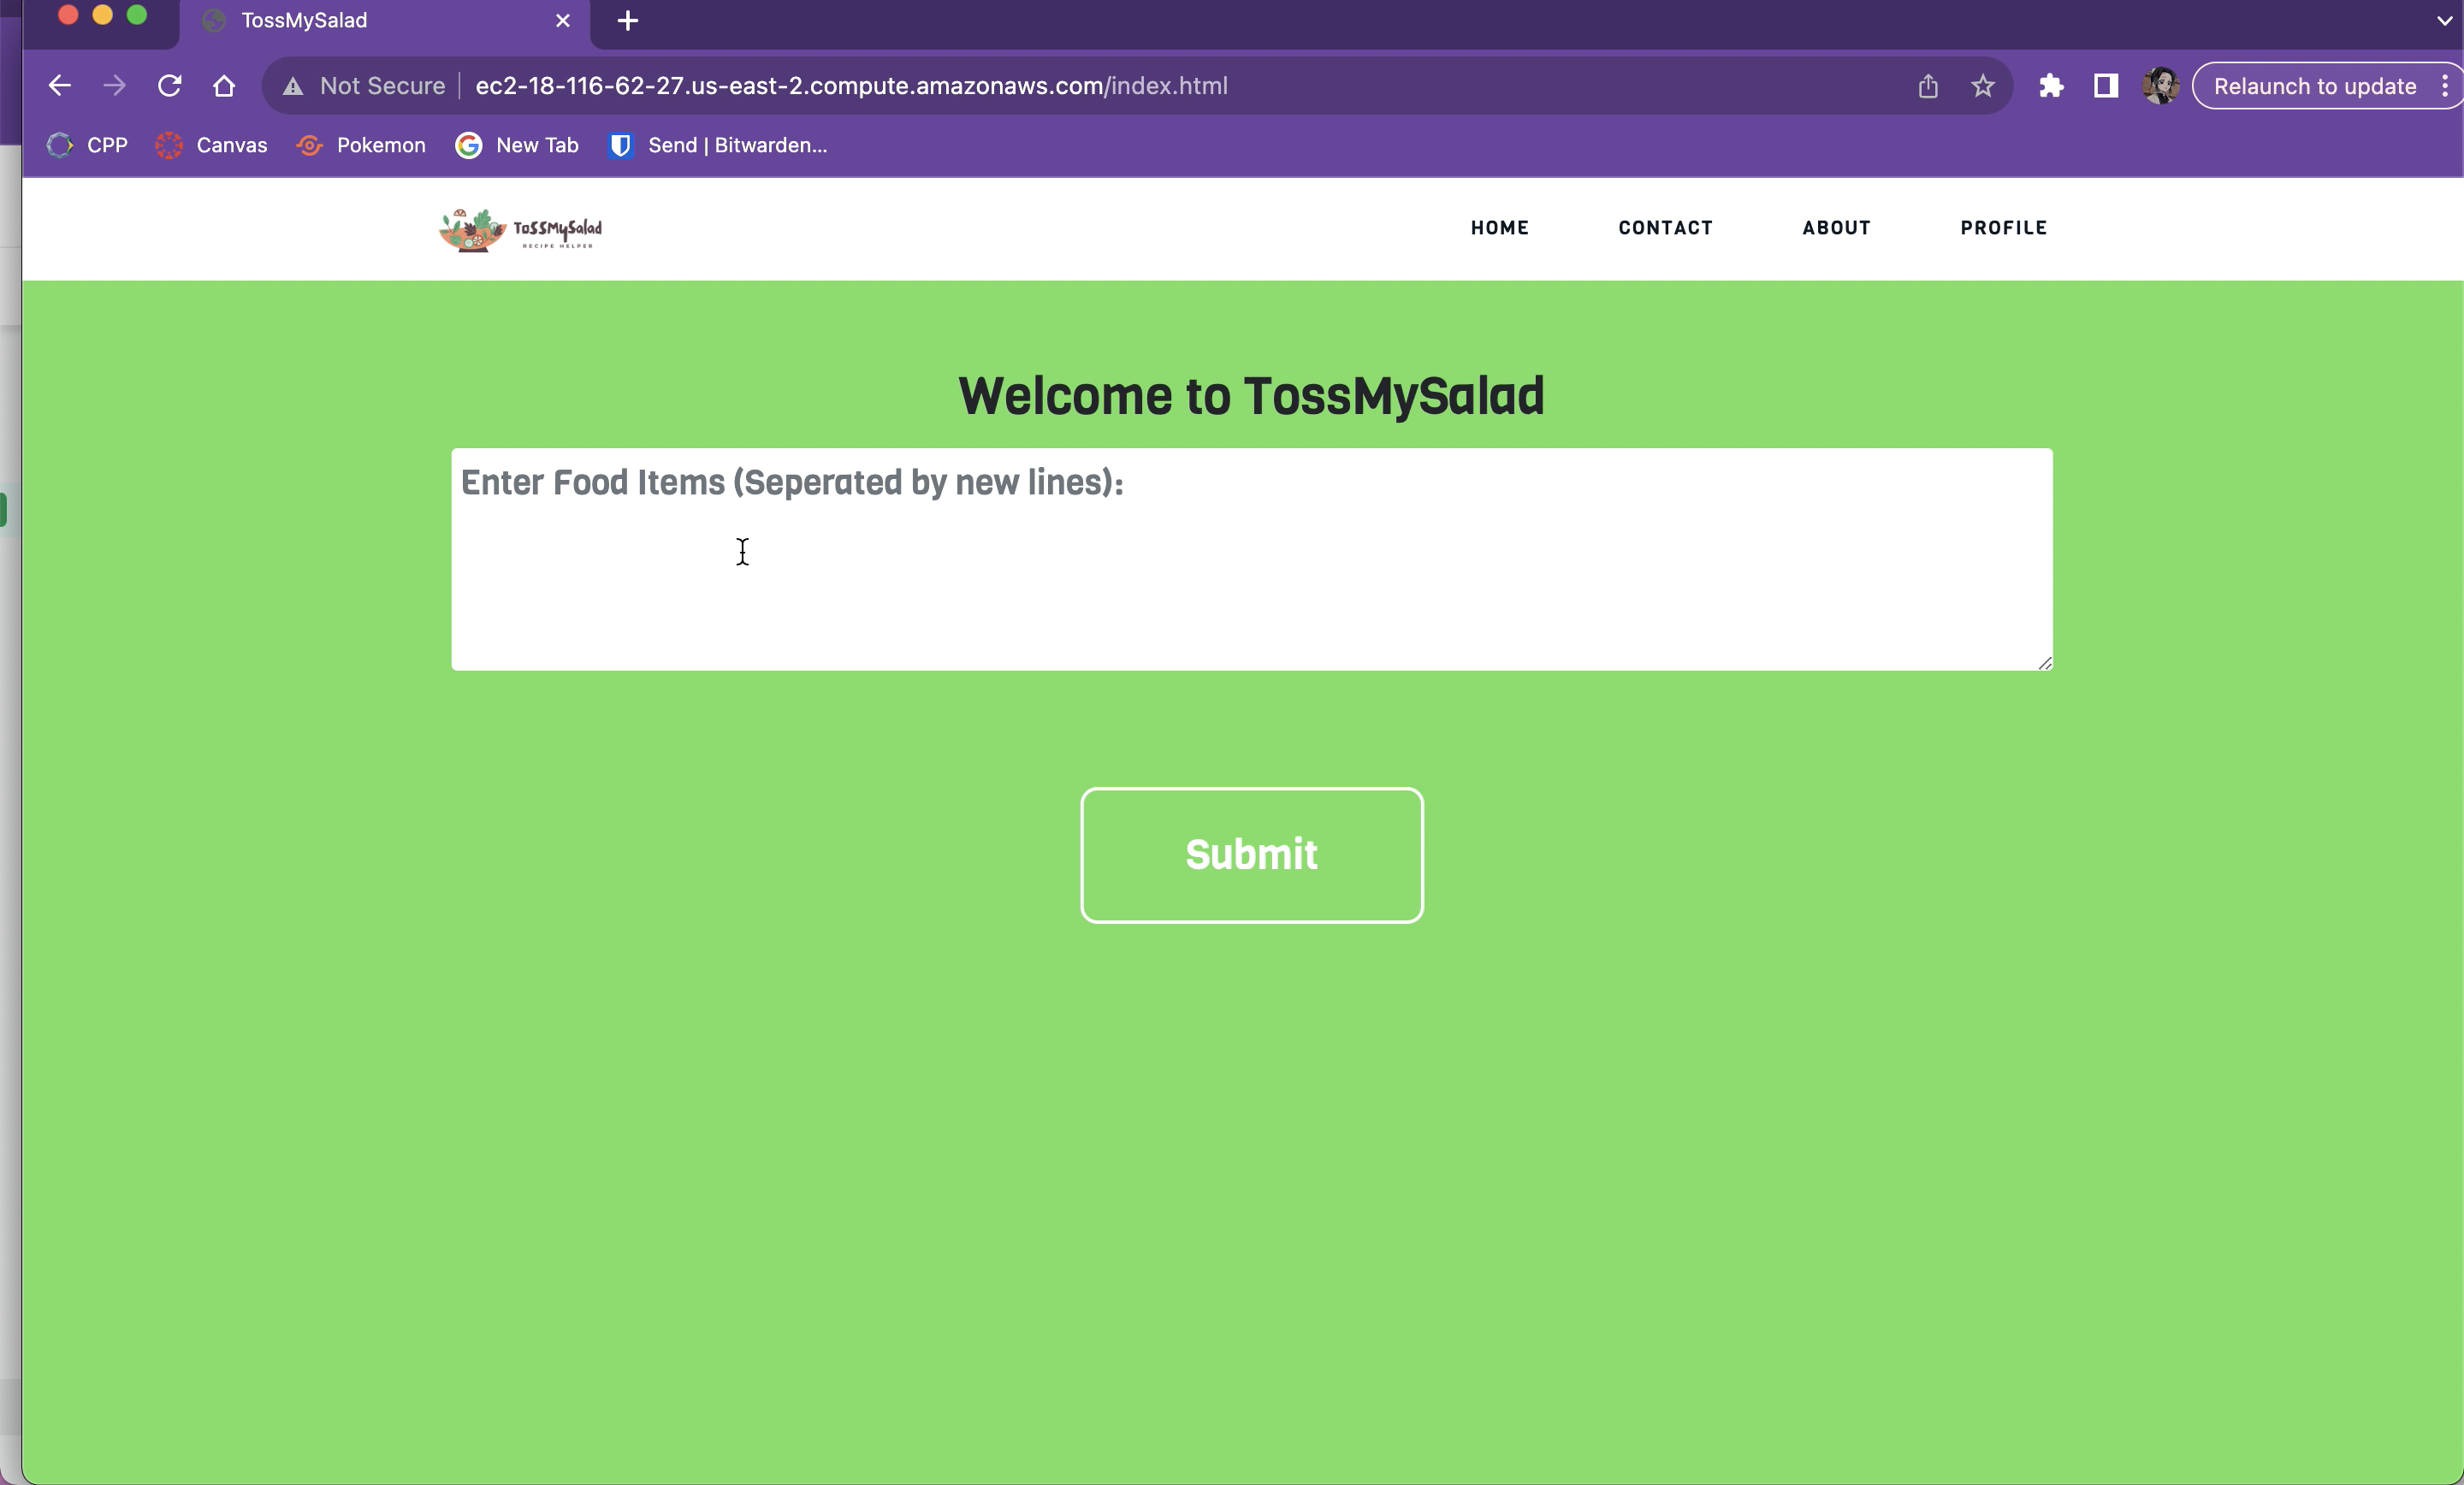 TossMySalad
Not Secure ec2-18-116-62-27.us-east-2.compute.amazonaws.com/index.html
Relaunch to update
CPP Canvas Pokemon New Tab Send | Bitwarden...
TossMySalad
RECIPE HELPER
HOME CONTACT ABOUT PROFILE
Welcome to TossMySalad
Enter Food Items (Seperated by new lines):
Submit